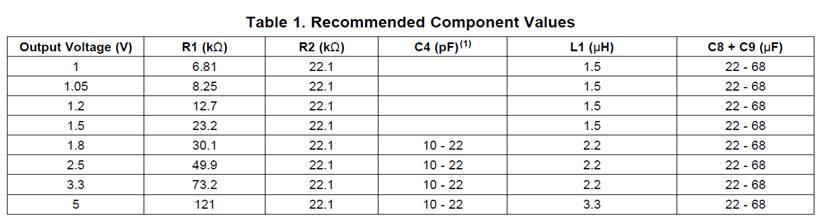 Table 1. Recommended Component Values
Output Voltage (V) R1 (kΩ) R2 (kΩ) C4 (pF)(1) L1 (µH) C8 + C9 (µF)
1 6.81 22.1 1.5 22 - 68
1.05 8.25 22.1 1.5 22 - 68
1.2 12.7 22.1 1.5 22 - 68
1.5 23.2 22.1 1.5 22 - 68
1.8 30.1 22.1 10 - 22 2.2 22 - 68
2.5 49.9 22.1 10 - 22 2.2 22 - 68
3.3 73.2 22.1 10 - 22 2.2 22 - 68
5 121 22.1 10 - 22 3.3 22 - 68